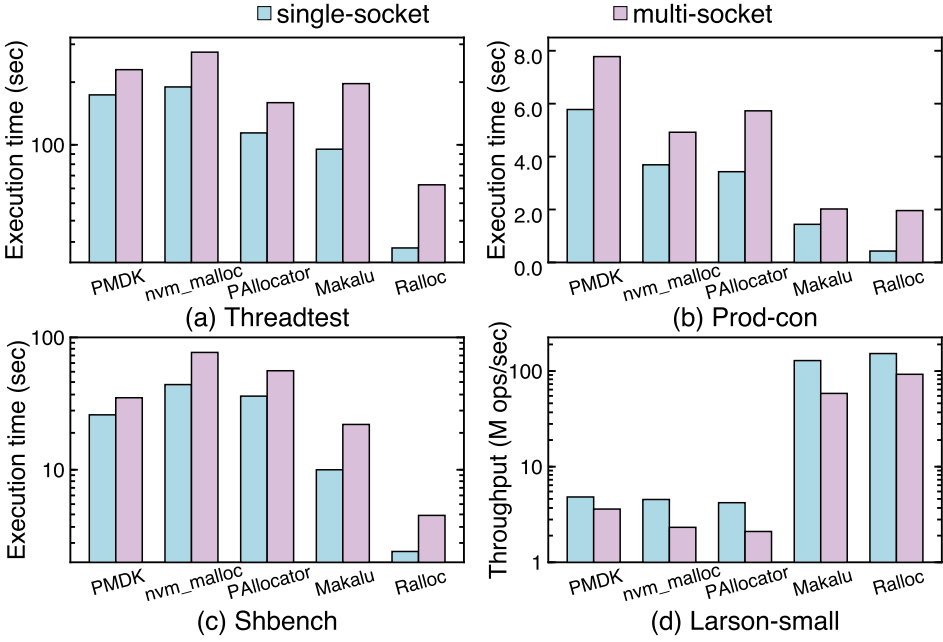 single-socket
multi-socket
Execution time (sec)
100
PMDK
nvm_malloc
PAllocator
Makalu
Ralloc
(a) Threadtest
Execution time (sec)
8.0
6.0
4.0
2.0
0.0
PMDK
nvm_malloc
PAllocator
Makalu
Ralloc
(b) Prod-con
Execution time (sec)
100
10
PMDK
nvm_malloc
PAllocator
Makalu
Ralloc
(c) Shbench
Throughput (M ops/sec)
100
10
1
PMDK
nvm_malloc
PAllocator
Makalu
Ralloc
(d) Larson-small